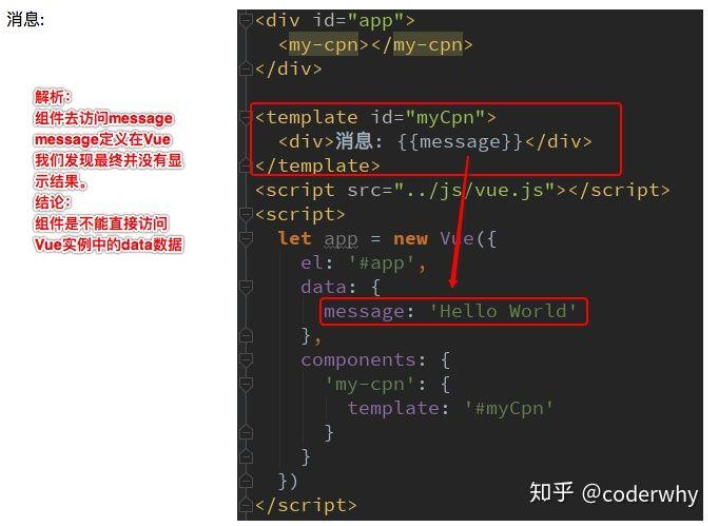 消息:
解析：
组件去访问message
message定义在Vue
我们发现最终并没有显
示结果。
结论：
组件是不能直接访问
Vue实例中的data数据
<div id="app">
<my-cpn></my-cpn>
</div>
<template id="myCpn">
<div>消息: {{message}}</div>
</template>
<script src="../js/vue.js"></script>
<script>
let app = new Vue({
el: '#app',
data: {
message: 'Hello World'
},
components: {
'my-cpn': {
template: '#myCpn'
}
}
})
</script>
知乎 @coderwhy